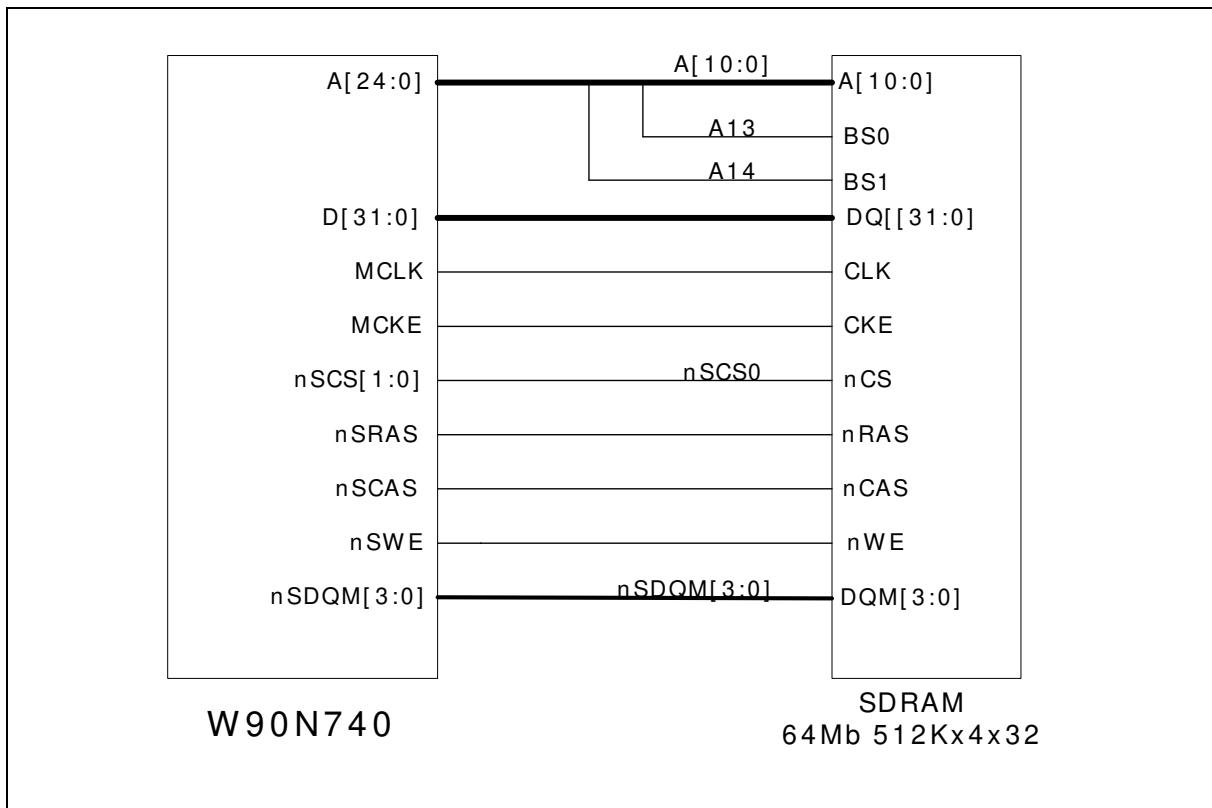 A[24:0] A[10:0] A[10:0]
A13 BS0
A14 BS1
D[31:0] DQ[[31:0]
MCLK CLK
MCKE CKE
nSCS[1:0] nSCS0 nCS
nSRAS nRAS
nSCAS nCAS
nSWE nWE
nSDQM[3:0] nSDQM[3:0] DQM[3:0]
W90N740
SDRAM
64Mb 512Kx4x32